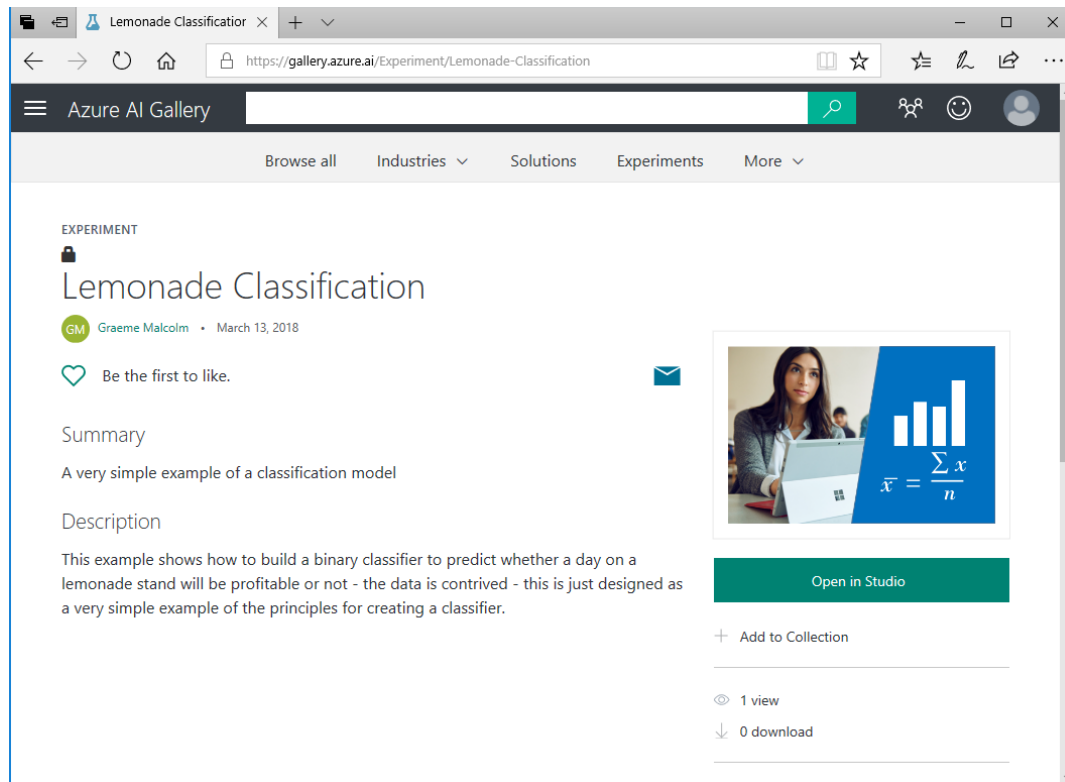 Lemonade Classification
https://gallery.azure.ai/Experiment/Lemonade-Classification
Azure AI Gallery
Browse all Industries Solutions Experiments More
EXPERIMENT
Lemonade Classification
GM Graeme Malcolm • March 13, 2018
Be the first to like.
Summary
A very simple example of a classification model
Description
This example shows how to build a binary classifier to predict whether a day on a
lemonade stand will be profitable or not - the data is contrived - this is just designed as
a very simple example of the principles for creating a classifier.
x̄ = ∑ x / n
Open in Studio
Add to Collection
1 view
0 download